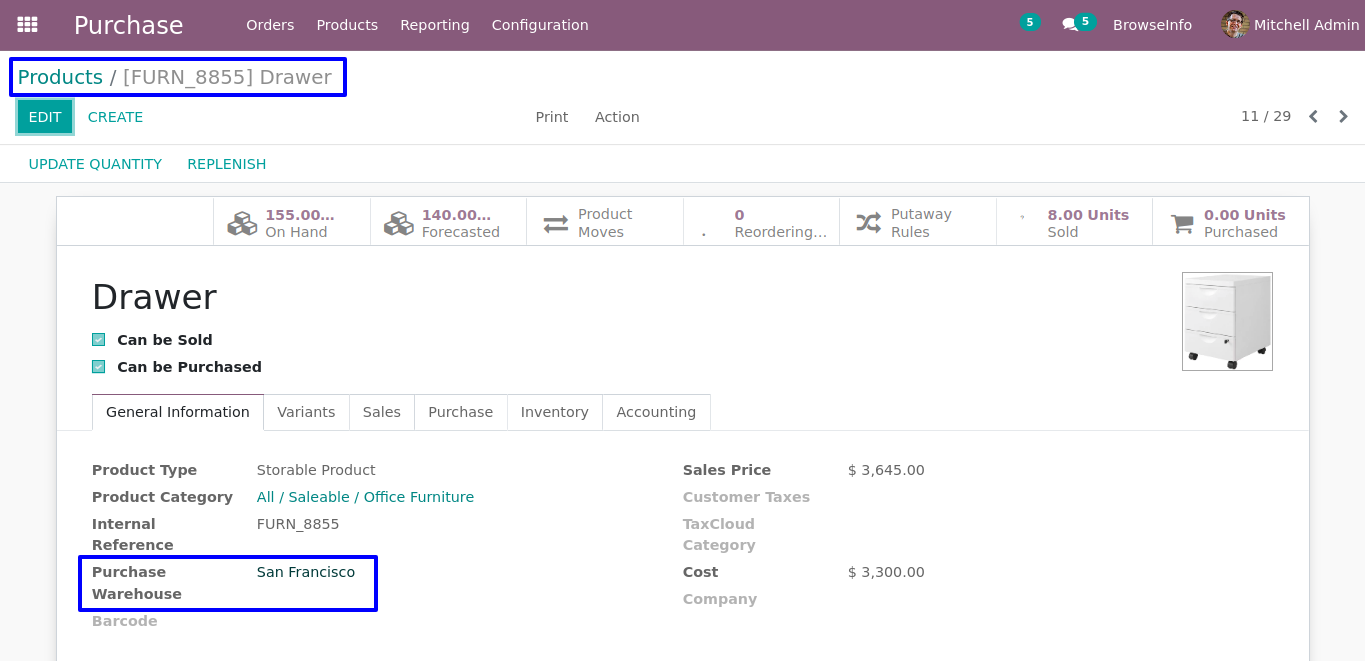 Purchase Orders Products Reporting Configuration 5 5 BrowseInfo Mitchell Admin
Products / [FURN_8855] Drawer
EDIT CREATE Print Action 11 / 29
UPDATE QUANTITY REPLENISH
155.00… On Hand
140.00… Forecasted
Product Moves
0 Reordering…
Putaway Rules
8.00 Units Sold
0.00 Units Purchased
Drawer
Can be Sold
Can be Purchased
General Information Variants Sales Purchase Inventory Accounting
Product Type Storable Product
Product Category All / Saleable / Office Furniture
Internal Reference FURN_8855
Purchase Warehouse San Francisco
Barcode
Sales Price $ 3,645.00
Customer Taxes
TaxCloud Category
Cost $ 3,300.00
Company